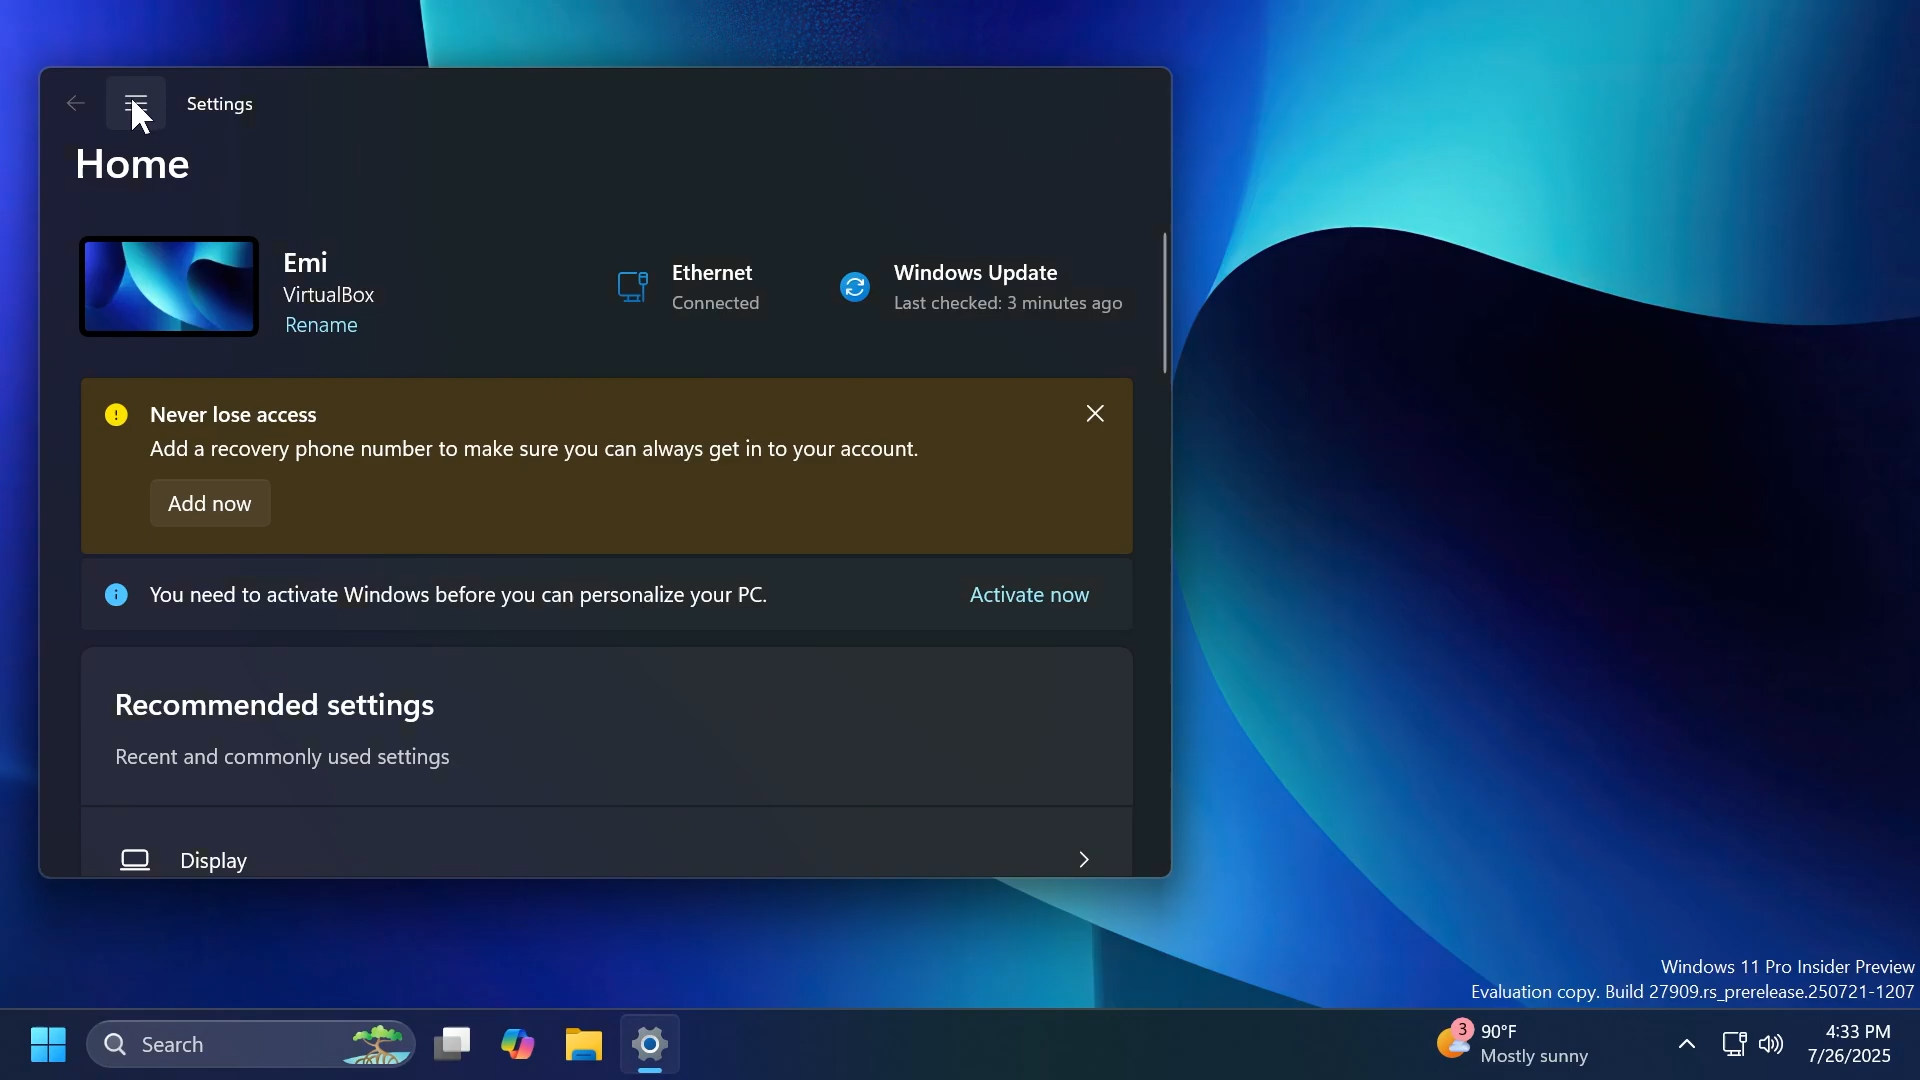 Settings
Home
Emi
VirtualBox
Rename
Ethernet
Connected
Windows Update
Last checked: 3 minutes ago
Never lose access
Add a recovery phone number to make sure you can always get in to your account.
Add now
You need to activate Windows before you can personalize your PC.
Activate now
Recommended settings
Recent and commonly used settings
Display
Windows 11 Pro Insider Preview
Evaluation copy. Build 27909.rs_prerelease.250721-1207
Search
3
90°F
Mostly sunny
4:33 PM
7/26/2025